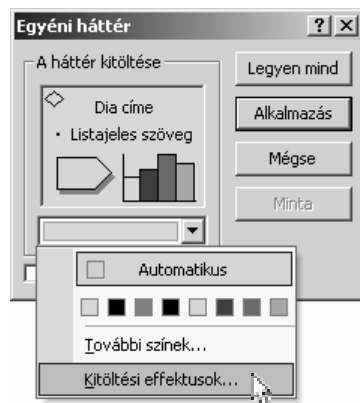 Egyéni háttér
A háttér kitöltése
Dia címe
• Listajeles szöveg
Legyen mind
Alkalmazás
Mégse
Minta
Automatikus
További színek...
Kitöltési effektusok...